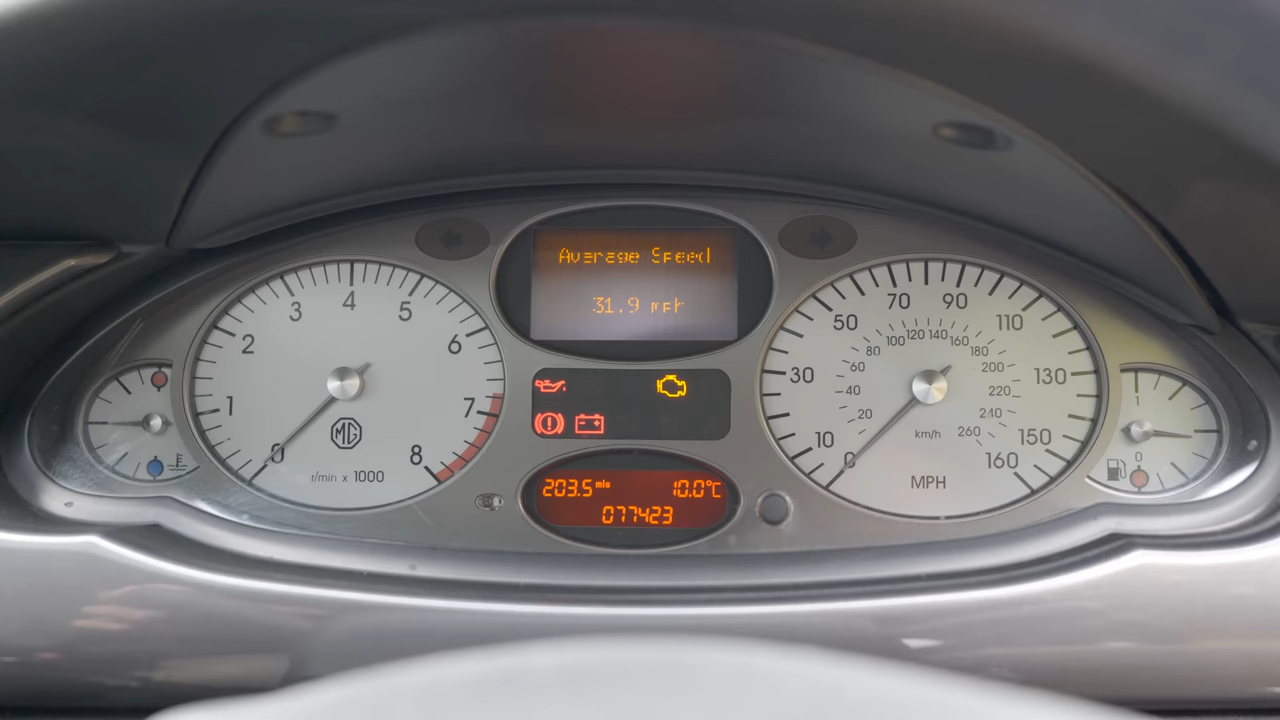 Average Speed
31.9 mph
0 1 2 3 4 5 6 7 8
MG
r/min x 1000
0 10 30 50 70 90 110 130 150 160
20 40 60 80 100 120 140 160 180 200 220 240 260
km/h
MPH
1
0
203.5 mls 10.0°C
077423